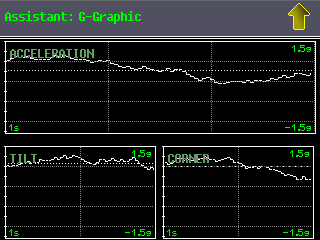 Assistant: G-Graphic
ACCELERATION 1.5g
1s -1.5g
TILT 1.5g
1s -1.5g
CORNER 1.5g
1s -1.5g